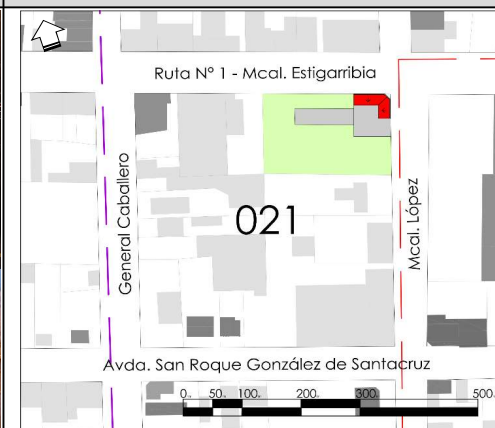 Ruta N° 1 - Mcal. Estigarribia
General Caballero
021
Mcal. López
Avda. San Roque González de Santacruz
0 50 100 200 300 500